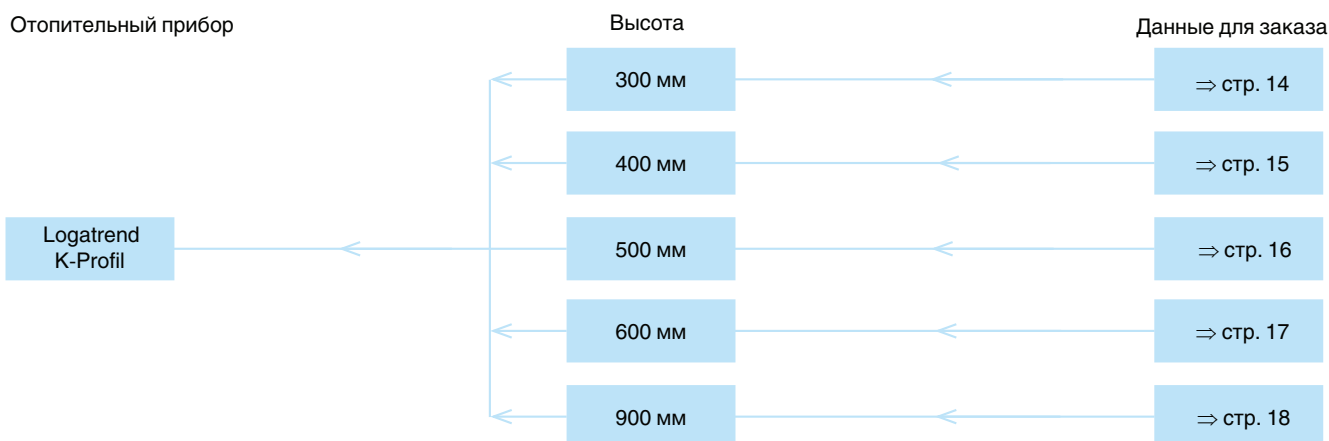 Отопительный прибор
Высота
Данные для заказа
300 мм
⇒ стр. 14
400 мм
⇒ стр. 15
Logatrend
K-Profil
500 мм
⇒ стр. 16
600 мм
⇒ стр. 17
900 мм
⇒ стр. 18